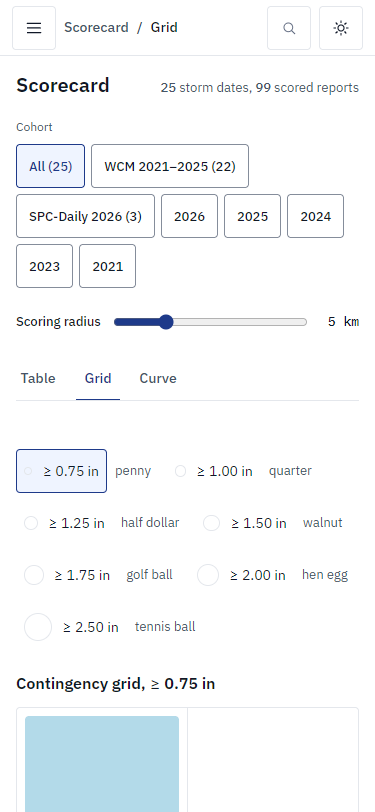 Scorecard / Grid
Scorecard
25 storm dates, 99 scored reports
Cohort
All (25) WCM 2021–2025 (22)
SPC-Daily 2026 (3) 2026 2025 2024
2023 2021
Scoring radius 5 km
Table Grid Curve
≥ 0.75 in penny ≥ 1.00 in quarter
≥ 1.25 in half dollar ≥ 1.50 in walnut
≥ 1.75 in golf ball ≥ 2.00 in hen egg
≥ 2.50 in tennis ball
Contingency grid, ≥ 0.75 in